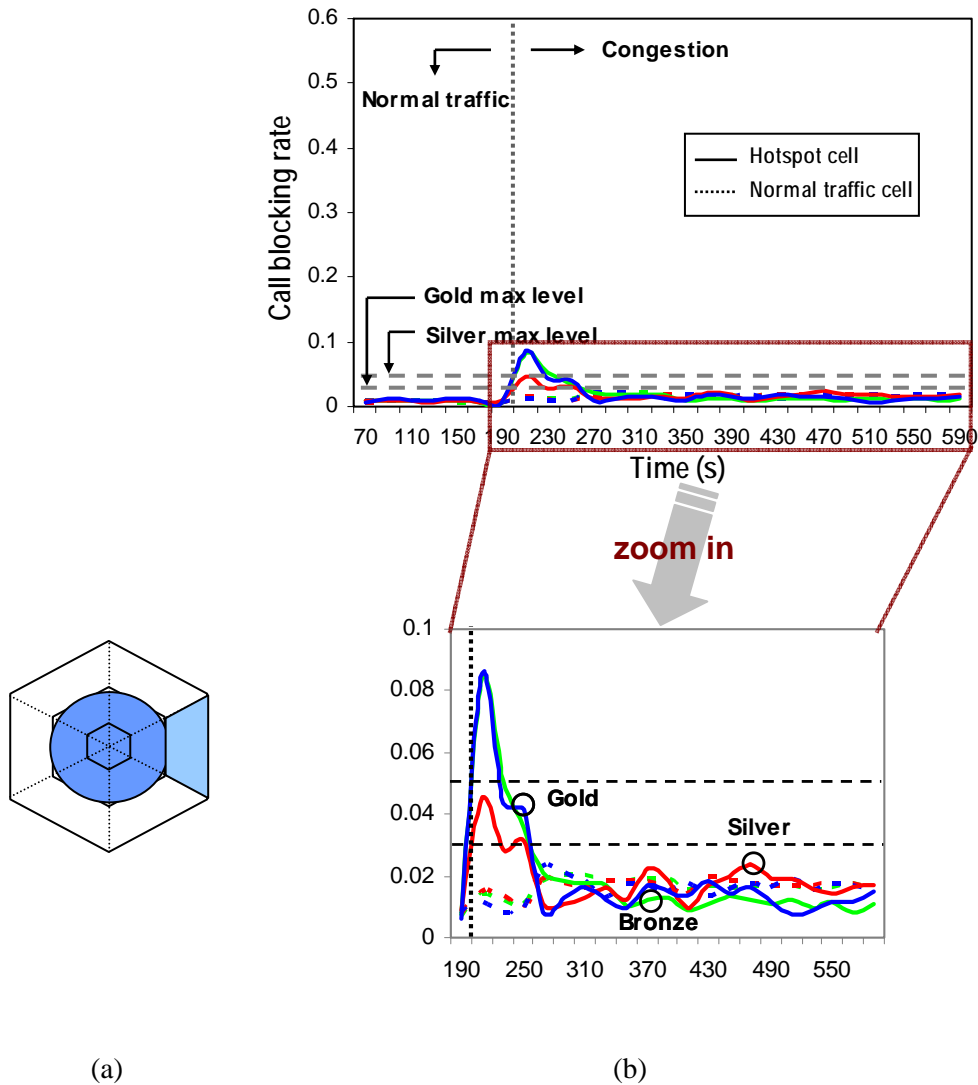 0.6
Congestion
0.5
Normal traffic
Hotspot cell
0.4
Normal traffic cell
0.3
Call blocking rate
0.2
Gold max level
Silver max level
0.1
0
70 110 150 190 230 270 310 350 390 430 470 510 550 590
Time (s)
zoom in
0.1
0.08
0.06
Gold
0.04
Silver
0.02
Bronze
0
190 250 310 370 430 490 550
(a) (b)